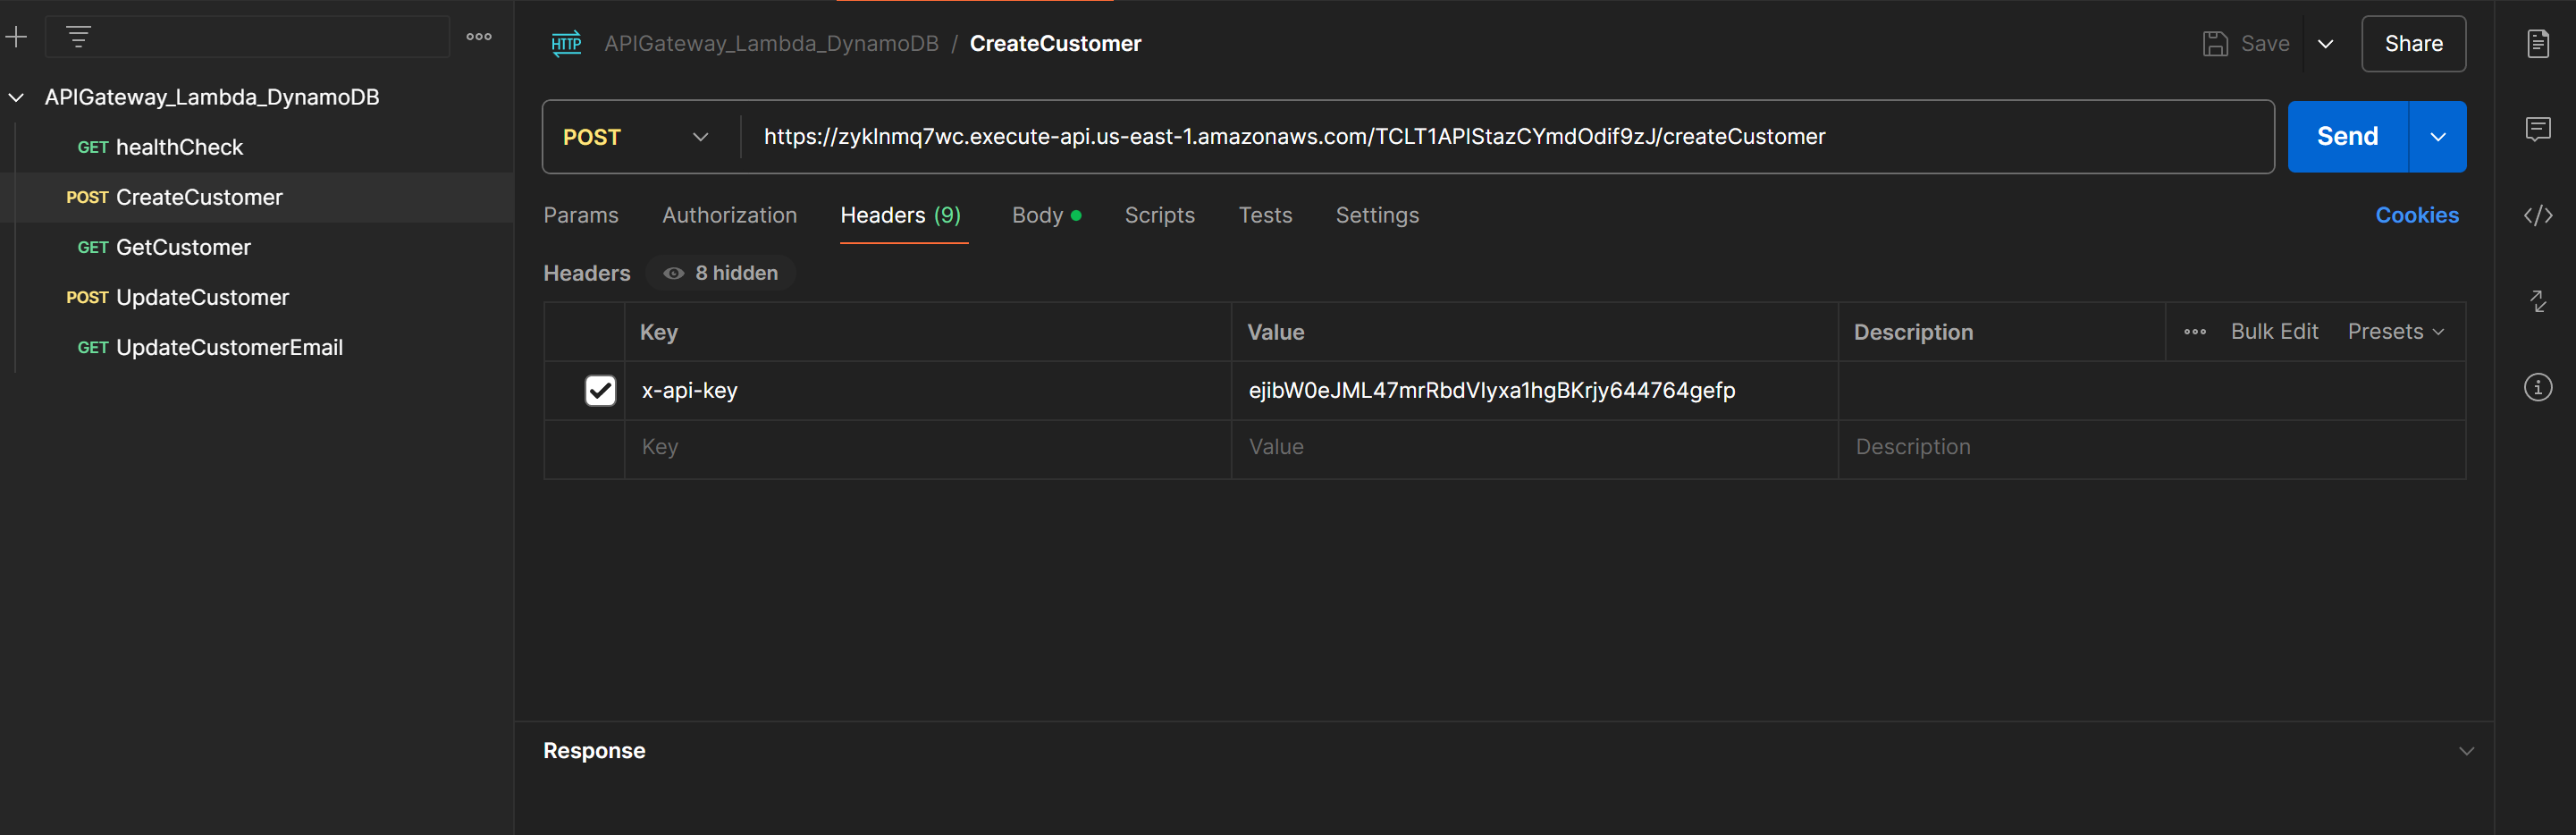 APIGateway_Lambda_DynamoDB
GET healthCheck
POST CreateCustomer
GET GetCustomer
POST UpdateCustomer
GET UpdateCustomerEmail
HTTP APIGateway_Lambda_DynamoDB / CreateCustomer
Save
Share
POST https://zyklnmq7wc.execute-api.us-east-1.amazonaws.com/TCLT1APIStazCYmdOdif9zJ/createCustomer
Send
Params Authorization Headers (9) Body Scripts Tests Settings Cookies
Headers 8 hidden
Key Value Description Bulk Edit Presets
x-api-key ejibW0eJML47mrRbdVIyxa1hgBKrjy644764gefp
Key Value Description
Response